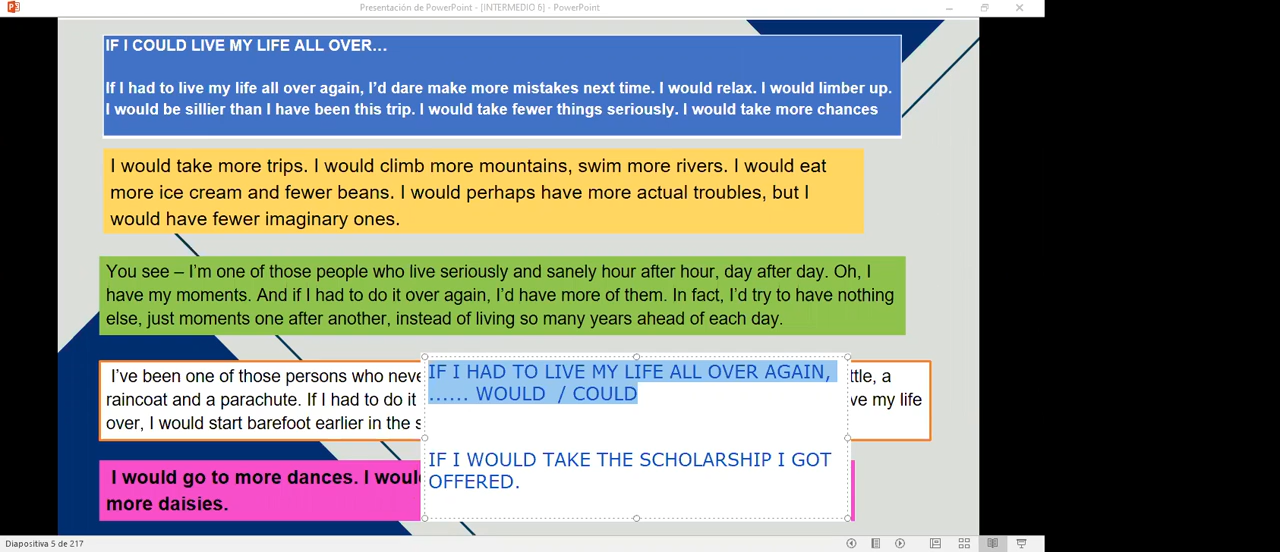 Presentación de PowerPoint - [INTERMEDIO 6] - PowerPoint
IF I COULD LIVE MY LIFE ALL OVER…
If I had to live my life all over again, I’d dare make more mistakes next time. I would relax. I would limber up.
I would be sillier than I have been this trip. I would take fewer things seriously. I would take more chances
I would take more trips. I would climb more mountains, swim more rivers. I would eat
more ice cream and fewer beans. I would perhaps have more actual troubles, but I
would have fewer imaginary ones.
You see – I’m one of those people who live seriously and sanely hour after hour, day after day. Oh, I
have my moments. And if I had to do it over again, I’d have more of them. In fact, I’d try to have nothing
else, just moments one after another, instead of living so many years ahead of each day.
I’ve been one of those persons who neve ttle, a
raincoat and a parachute. If I had to do it ve my life
over, I would start barefoot earlier in the s
IF I HAD TO LIVE MY LIFE ALL OVER AGAIN,
…… WOULD / COULD
IF I WOULD TAKE THE SCHOLARSHIP I GOT
OFFERED.
I would go to more dances. I woul
more daisies.
Diapositiva 5 de 217